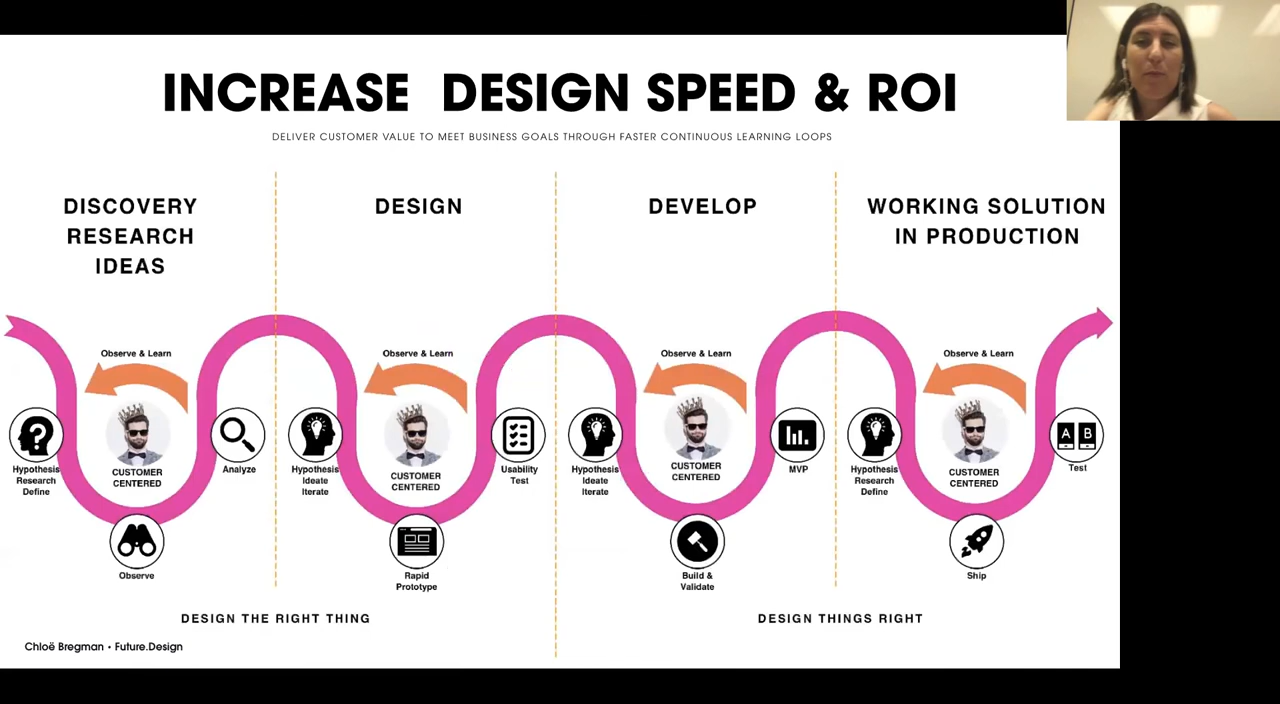 INCREASE DESIGN SPEED & ROI
DELIVER CUSTOMER VALUE TO MEET BUSINESS GOALS THROUGH FASTER CONTINUOUS LEARNING LOOPS
DISCOVERY
RESEARCH
IDEAS
DESIGN
DEVELOP
WORKING SOLUTION
IN PRODUCTION
Observe & Learn
Hypothesis
Research
Define
CUSTOMER
CENTERED
Analyze
Observe
Observe & Learn
Hypothesis
Ideate
Iterate
CUSTOMER
CENTERED
Usability
Test
Rapid
Prototype
Observe & Learn
Hypothesis
Ideate
Iterate
CUSTOMER
CENTERED
MVP
Build &
Validate
Observe & Learn
Hypothesis
Research
Define
CUSTOMER
CENTERED
A B
Test
Ship
DESIGN THE RIGHT THING
DESIGN THINGS RIGHT
Chloë Bregman • Future.Design